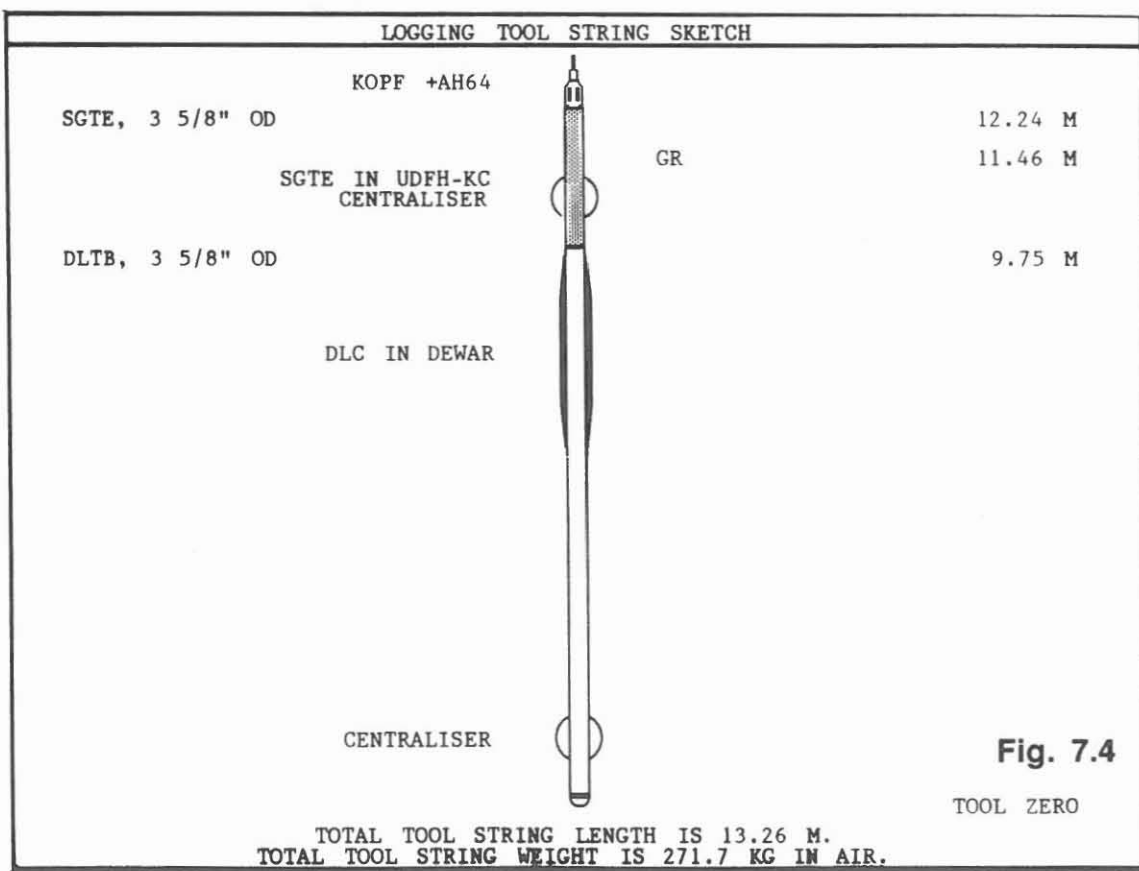 LOGGING TOOL STRING SKETCH
KOPF +AH64
SGTE, 3 5/8" OD 12.24 M
GR 11.46 M
SGTE IN UDFH-KC
CENTRALISER
DLTB, 3 5/8" OD 9.75 M
DLC IN DEWAR
CENTRALISER
Fig. 7.4
TOOL ZERO
TOTAL TOOL STRING LENGTH IS 13.26 M.
TOTAL TOOL STRING WEIGHT IS 271.7 KG IN AIR.